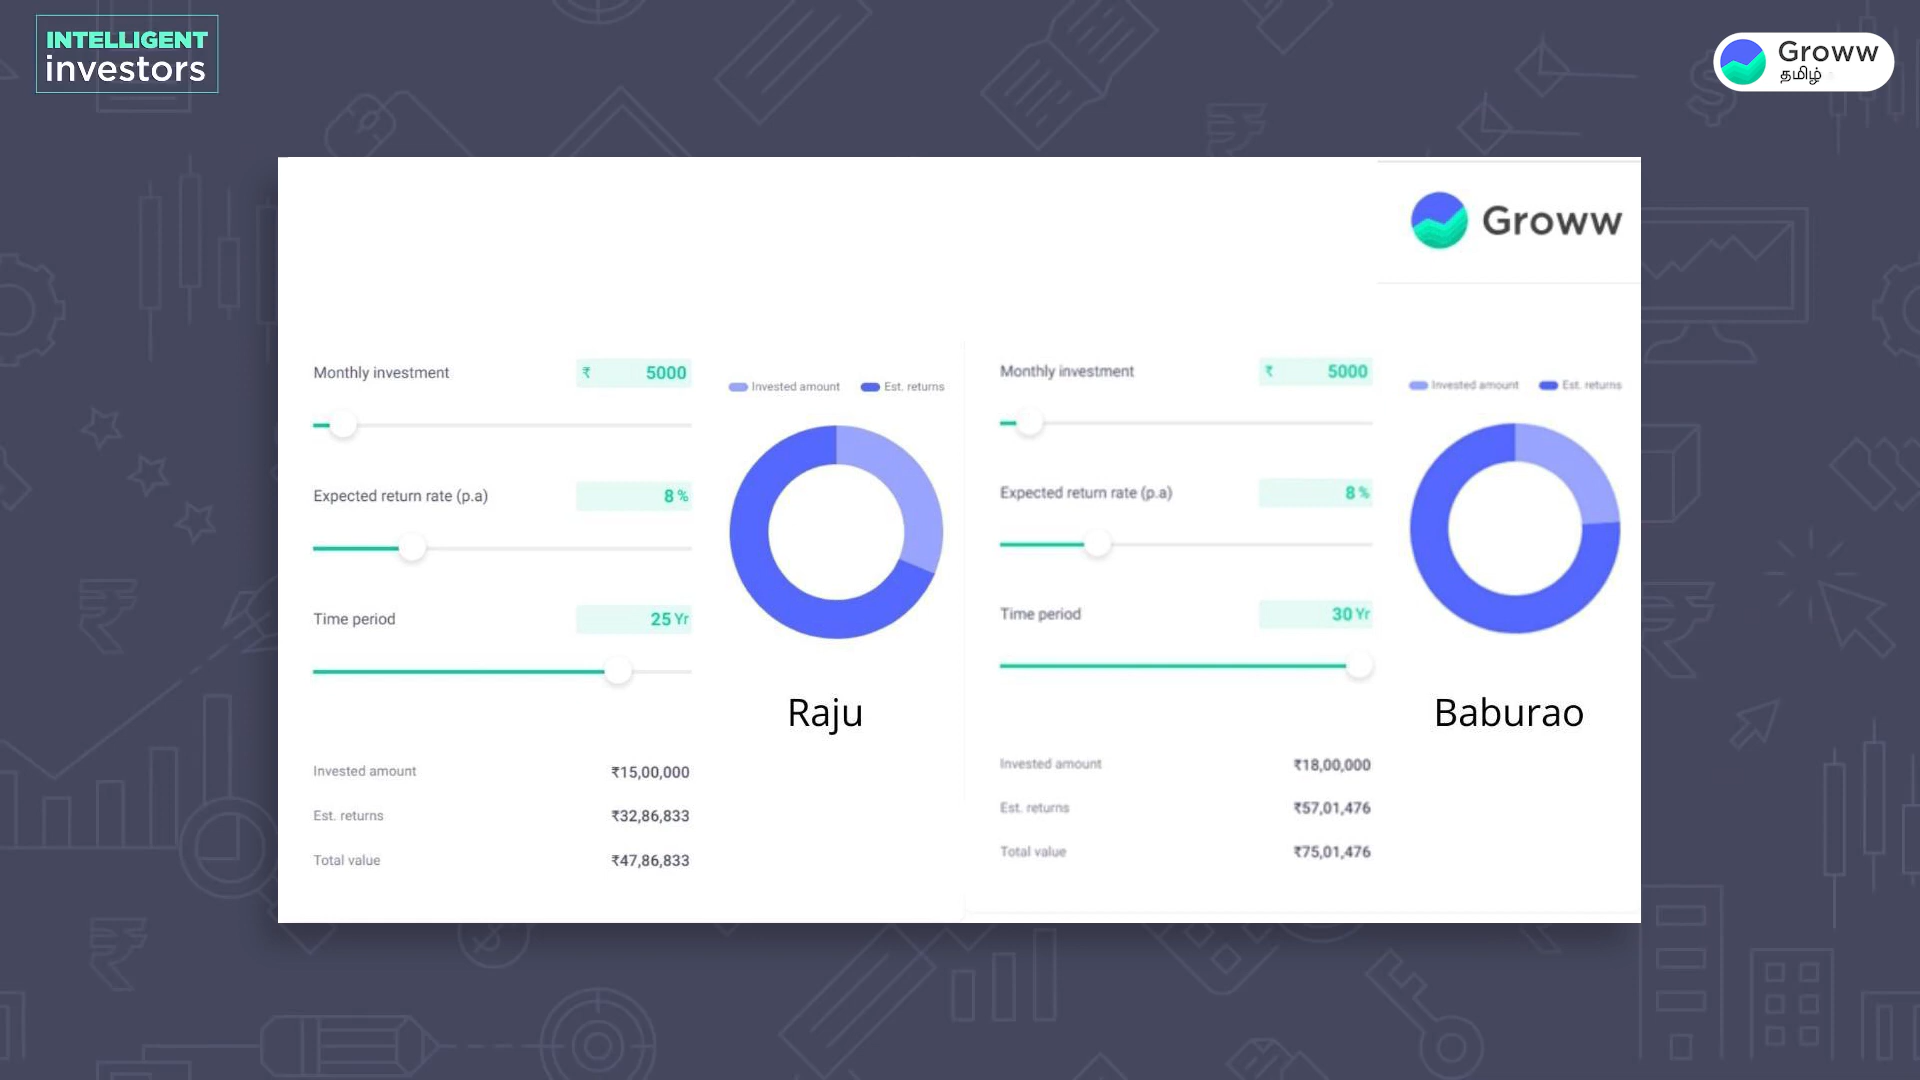 INTELLIGENT
investors
Groww
தமிழ்
Groww
Monthly investment ₹ 5000
Invested amount Est. returns
Expected return rate (p.a) 8 %
Time period 25 Yr
Raju
Invested amount ₹15,00,000
Est. returns ₹32,86,833
Total value ₹47,86,833
Monthly investment ₹ 5000
Invested amount Est. returns
Expected return rate (p.a) 8 %
Time period 30 Yr
Baburao
Invested amount ₹18,00,000
Est. returns ₹57,01,476
Total value ₹75,01,476